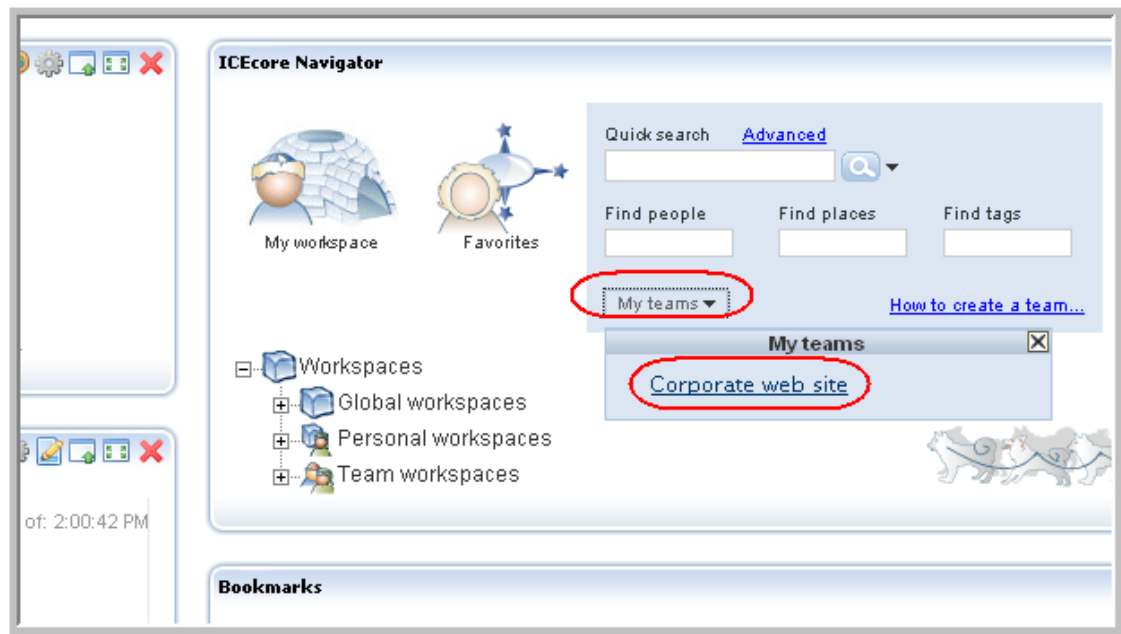 ICEcore Navigator
Quick search Advanced
Find people Find places Find tags
My workspace Favorites
My teams How to create a team...
My teams
Corporate web site
Workspaces
Global workspaces
Personal workspaces
Team workspaces
of: 2:00:42 PM
Bookmarks